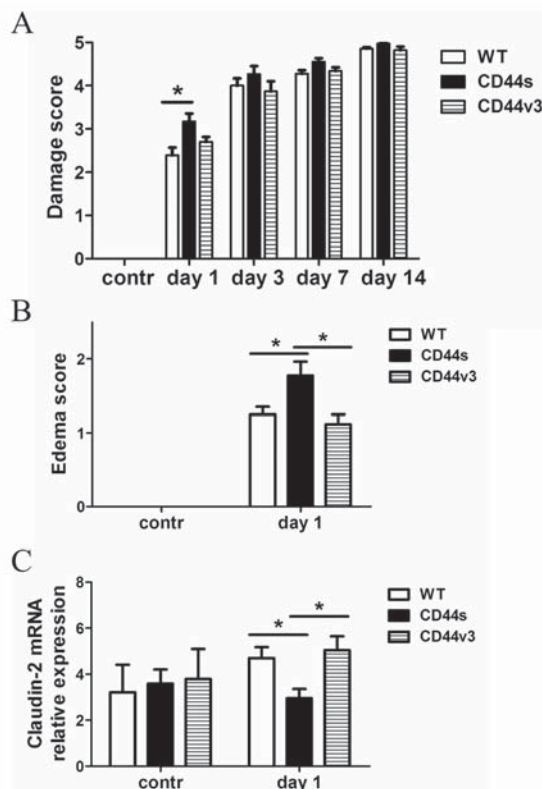 A
5
4
3
2
1
0
Damage score
*
WT
CD44s
CD44v3
contr day 1 day 3 day 7 day 14
B
2
1
0
Edema score
* *
WT
CD44s
CD44v3
contr day 1
C
8
6
4
2
0
Claudin-2 mRNA
relative expression
* *
WT
CD44s
CD44v3
contr day 1